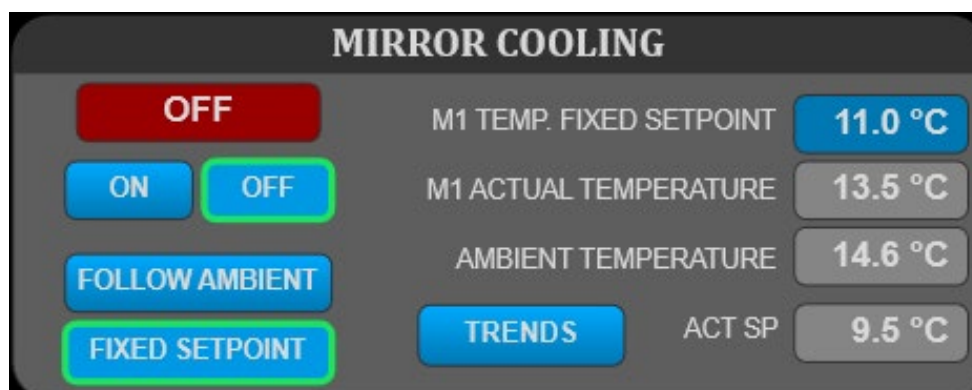 MIRROR COOLING
OFF
M1 TEMP. FIXED SETPOINT 11.0 °C
ON OFF
M1 ACTUAL TEMPERATURE 13.5 °C
AMBIENT TEMPERATURE 14.6 °C
FOLLOW AMBIENT
TRENDS ACT SP 9.5 °C
FIXED SETPOINT